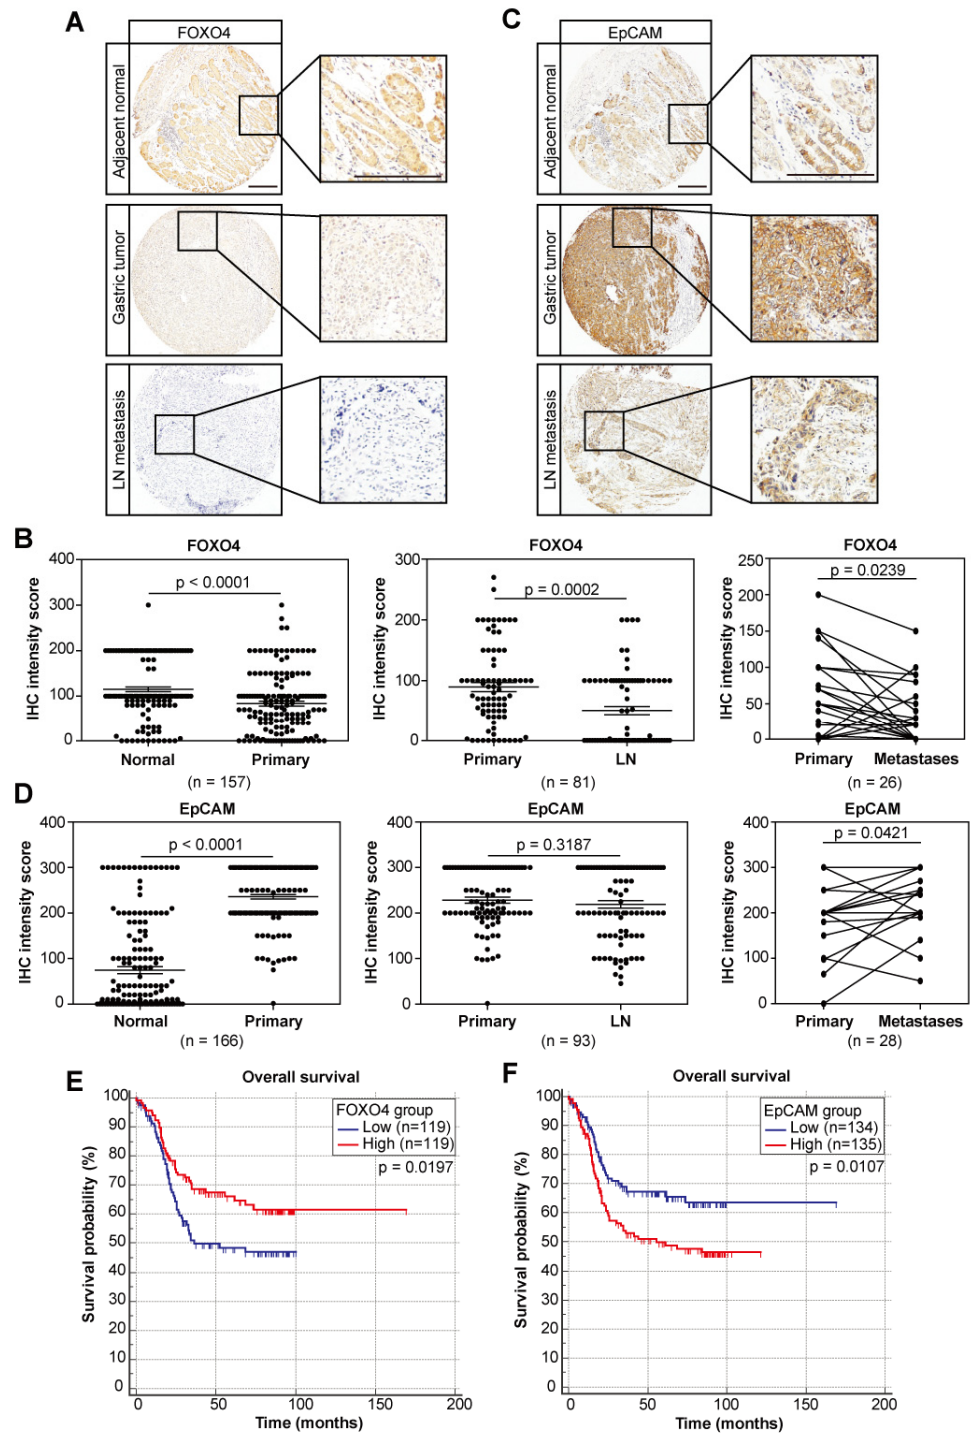 A
FOXO4
Adjacent normal
Gastric tumor
LN metastasis
C
EpCAM
Adjacent normal
Gastric tumor
LN metastasis
B
FOXO4
IHC intensity score
400
300
200
100
0
p < 0.0001
Normal
Primary
(n = 157)
FOXO4
IHC intensity score
300
200
100
0
p = 0.0002
Primary
LN
(n = 81)
FOXO4
IHC intensity score
250
200
150
100
50
0
p = 0.0239
Primary
Metastases
(n = 26)
D
EpCAM
IHC intensity score
400
300
200
100
0
p < 0.0001
Normal
Primary
(n = 166)
EpCAM
IHC intensity score
400
300
200
100
0
p = 0.3187
Primary
LN
(n = 93)
EpCAM
IHC intensity score
400
300
200
100
0
p = 0.0421
Primary
Metastases
(n = 28)
E
Overall survival
Survival probability (%)
100
90
80
70
60
50
40
30
20
10
0
FOXO4 group
Low (n=119)
High (n=119)
p = 0.0197
0 50 100 150 200
Time (months)
F
Overall survival
Survival probability (%)
100
90
80
70
60
50
40
30
20
10
0
EpCAM group
Low (n=134)
High (n=135)
p = 0.0107
0 50 100 150 200
Time (months)